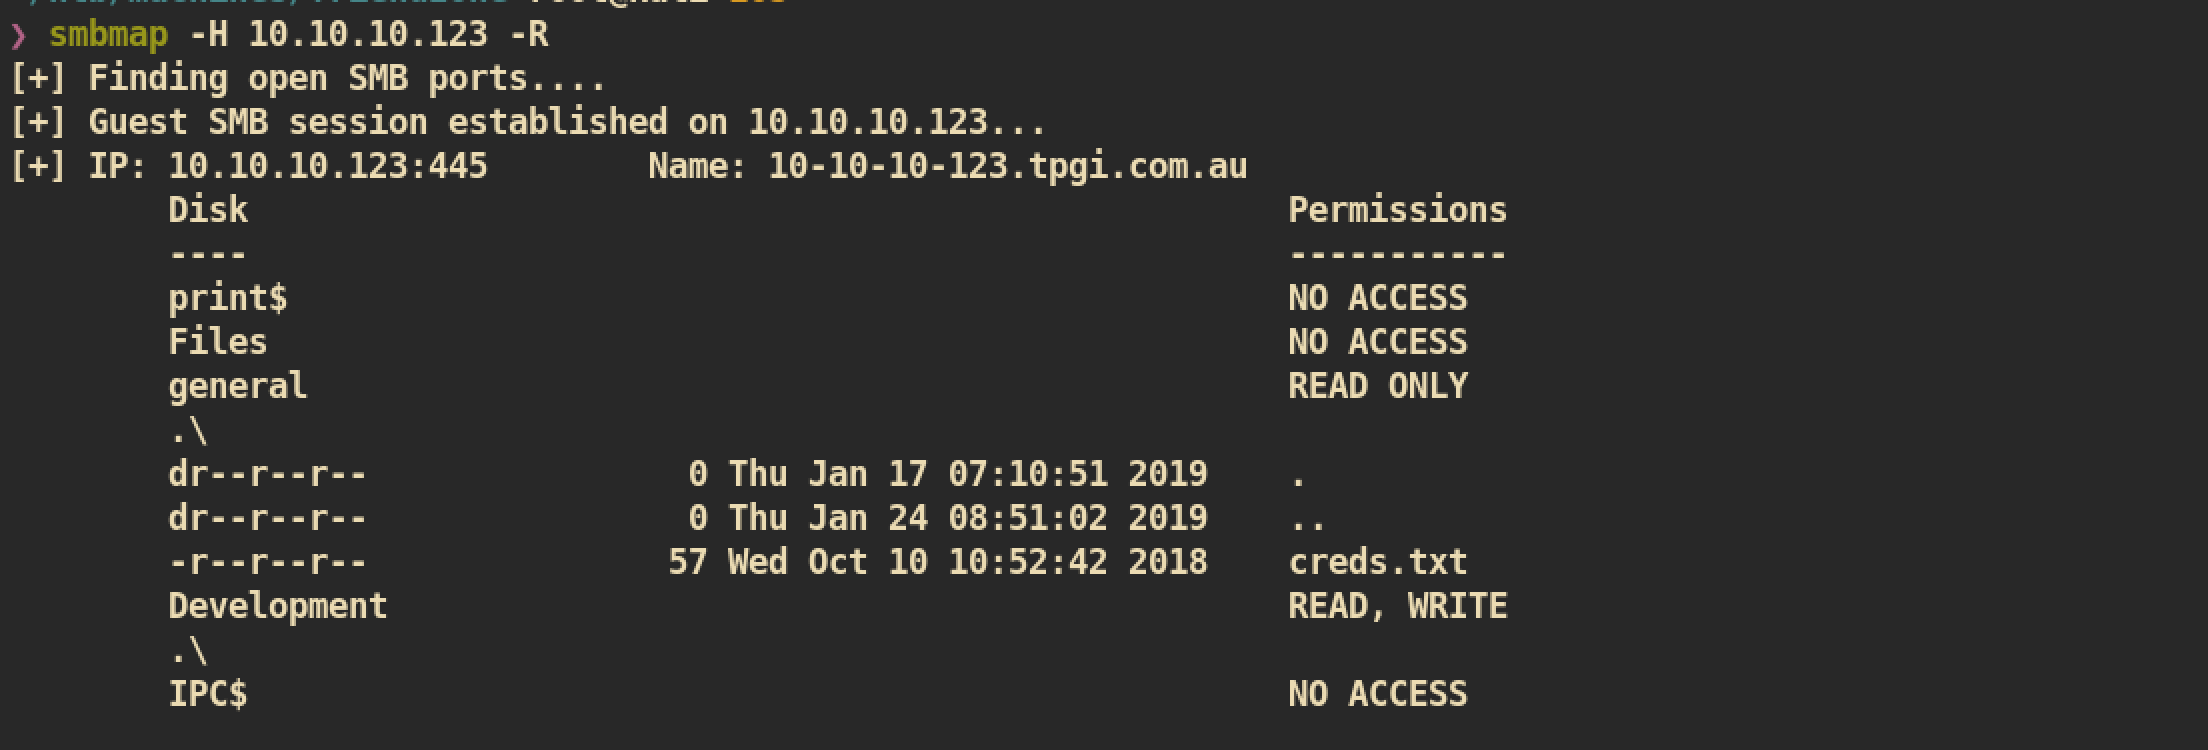 ❯ smbmap -H 10.10.10.123 -R
[+] Finding open SMB ports....
[+] Guest SMB session established on 10.10.10.123...
[+] IP: 10.10.10.123:445        Name: 10-10-10-123.tpgi.com.au
Disk                                                    Permissions
----                                                    -----------
print$                                                  NO ACCESS
Files                                                   NO ACCESS
general                                                 READ ONLY
.\
dr--r--r--                0 Thu Jan 17 07:10:51 2019    .
dr--r--r--                0 Thu Jan 24 08:51:02 2019    ..
-r--r--r--               57 Wed Oct 10 10:52:42 2018    creds.txt
Development                                             READ, WRITE
.\
IPC$                                                    NO ACCESS